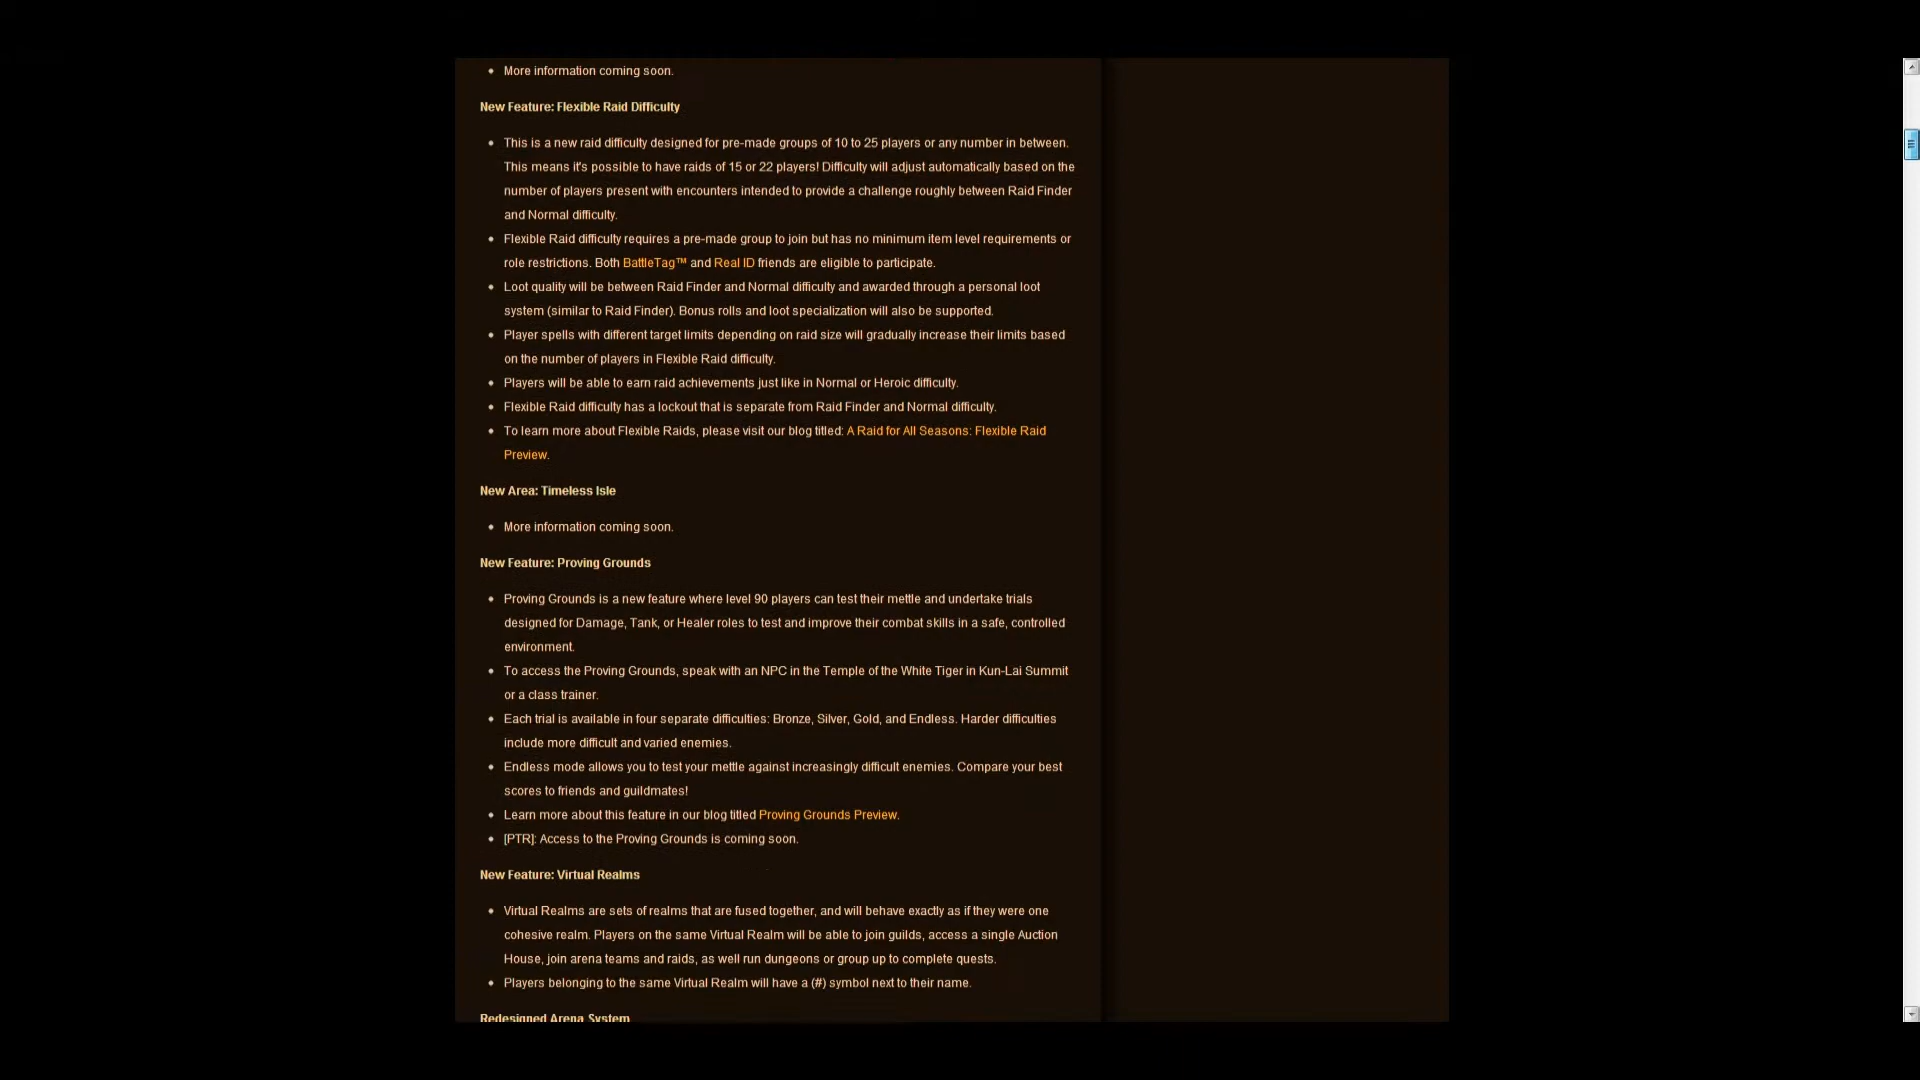 More information coming soon.
New Feature: Flexible Raid Difficulty
This is a new raid difficulty designed for pre-made groups of 10 to 25 players or any number in between.
This means it's possible to have raids of 15 or 22 players! Difficulty will adjust automatically based on the
number of players present with encounters intended to provide a challenge roughly between Raid Finder
and Normal difficulty.
Flexible Raid difficulty requires a pre-made group to join but has no minimum item level requirements or
role restrictions. Both BattleTag™ and Real ID friends are eligible to participate.
Loot quality will be between Raid Finder and Normal difficulty and awarded through a personal loot
system (similar to Raid Finder). Bonus rolls and loot specialization will also be supported.
Player spells with different target limits depending on raid size will gradually increase their limits based
on the number of players in Flexible Raid difficulty.
Players will be able to earn raid achievements just like in Normal or Heroic difficulty.
Flexible Raid difficulty has a lockout that is separate from Raid Finder and Normal difficulty.
To learn more about Flexible Raids, please visit our blog titled: A Raid for All Seasons: Flexible Raid
Preview.
New Area: Timeless Isle
More information coming soon.
New Feature: Proving Grounds
Proving Grounds is a new feature where level 90 players can test their mettle and undertake trials
designed for Damage, Tank, or Healer roles to test and improve their combat skills in a safe, controlled
environment.
To access the Proving Grounds, speak with an NPC in the Temple of the White Tiger in Kun-Lai Summit
or a class trainer.
Each trial is available in four separate difficulties: Bronze, Silver, Gold, and Endless. Harder difficulties
include more difficult and varied enemies.
Endless mode allows you to test your mettle against increasingly difficult enemies. Compare your best
scores to friends and guildmates!
Learn more about this feature in our blog titled Proving Grounds Preview.
[PTR]: Access to the Proving Grounds is coming soon.
New Feature: Virtual Realms
Virtual Realms are sets of realms that are fused together, and will behave exactly as if they were one
cohesive realm. Players on the same Virtual Realm will be able to join guilds, access a single Auction
House, join arena teams and raids, as well run dungeons or group up to complete quests.
Players belonging to the same Virtual Realm will have a (#) symbol next to their name.
Redesigned Arena System